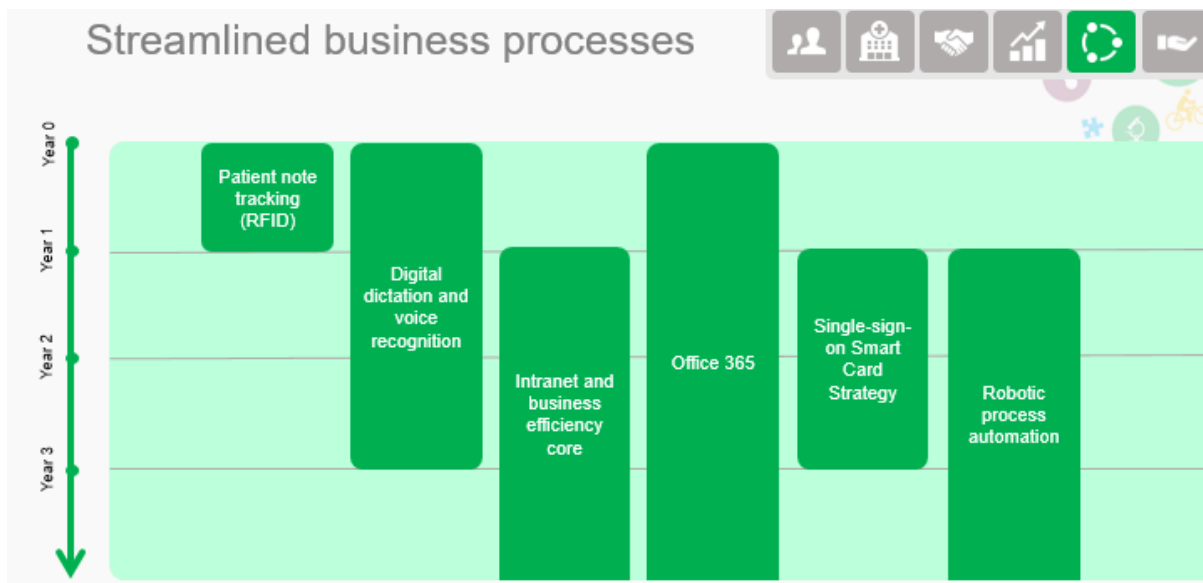 Streamlined business processes
Year 0
Year 1
Year 2
Year 3
Patient note
tracking
(RFID)
Digital
dictation and
voice
recognition
Intranet and
business
efficiency
core
Office 365
Single-sign-
on Smart
Card
Strategy
Robotic
process
automation